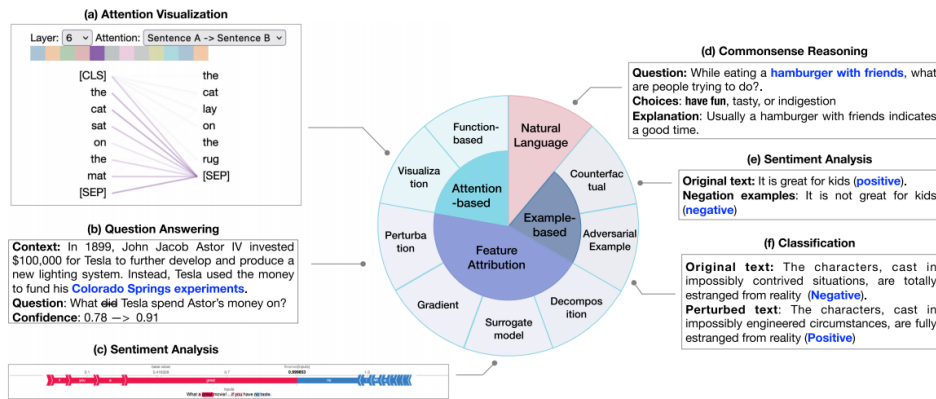 (a) Attention Visualization
Layer: 6 Attention: Sentence A -> Sentence B
[CLS] the
the cat
cat lay
sat on
on the
the rug
mat [SEP]
[SEP]
(b) Question Answering
Context: In 1899, John Jacob Astor IV invested
$100,000 for Tesla to further develop and produce a
new lighting system. Instead, Tesla used the money
to fund his Colorado Springs experiments.
Question: What did Tesla spend Astor's money on?
Confidence: 0.78 —> 0.91
(c) Sentiment Analysis
great
What a great movie! ...if you have no taste.
Function-
based
Visualiza
tion
Attention
-based
Perturba
tion
Feature
Attribution
Gradient
Surrogate
model
Decompos
ition
Natural
Language
Example-
based
Counterfac
tual
Adversarial
Example
(d) Commonsense Reasoning
Question: While eating a hamburger with friends, what
are people trying to do?.
Choices: have fun, tasty, or indigestion
Explanation: Usually a hamburger with friends indicates
a good time.
(e) Sentiment Analysis
Original text: It is great for kids (positive).
Negation examples: It is not great for kids
(negative)
(f) Classification
Original text: The characters, cast in
impossibly contrived situations, are totally
estranged from reality (Negative).
Perturbed text: The characters, cast in
impossibly engineered circumstances, are fully
estranged from reality (Positive)